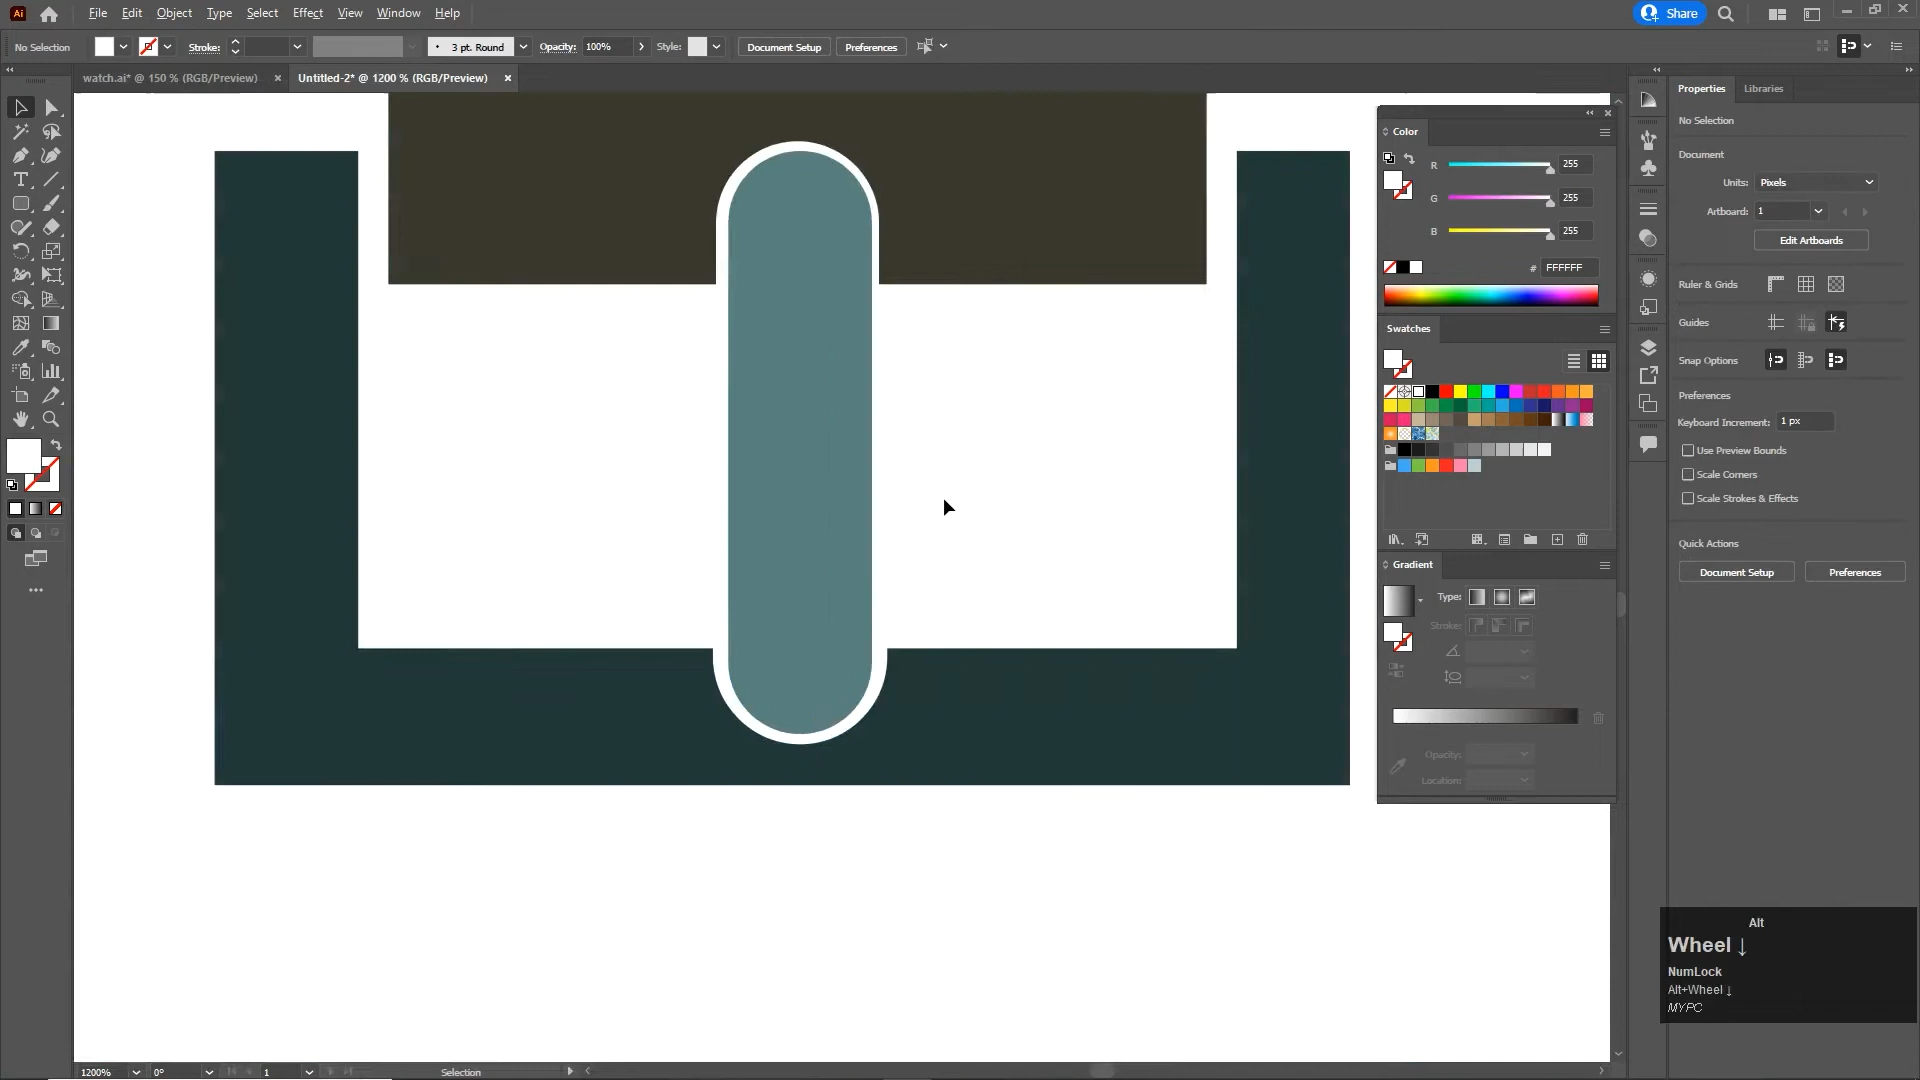 Ai File Edit Object Type Select Effect View Window Help Share
No Selection Stroke: 3 pt. Round Opacity: 100% Style: Document Setup Preferences
watch.ai* @ 150 % (RGB/Preview) × Untitled-2* @ 1200 % (RGB/Preview) ×
Properties Libraries
No Selection
Document
Units: Pixels
Artboard: 1
Edit Artboards
Ruler & Grids
Guides
Snap Options
Preferences
Keyboard Increment: 1 px
Use Preview Bounds
Scale Corners
Scale Strokes & Effects
Quick Actions
Document Setup Preferences
Color
R 255
G 255
B 255
# FFFFFF
Swatches
Gradient
Type:
Stroke:
Opacity:
Location:
Alt
Wheel ↓
NumLock
Alt+Wheel ↓
MYPC
1200% 0° 1 Selection